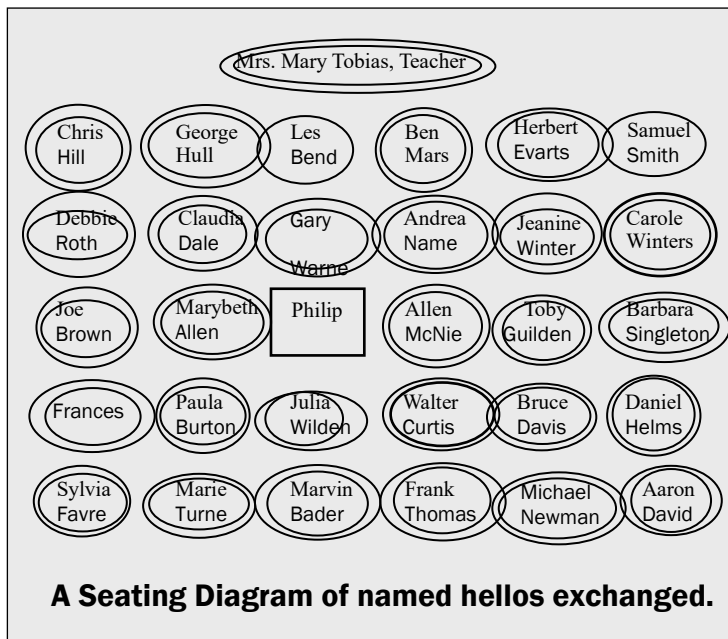 Mrs. Mary Tobias, Teacher
Chris Hill
George Hull
Les Bend
Ben Mars
Herbert Evarts
Samuel Smith
Debbie Roth
Claudia Dale
Gary Warne
Andrea Name
Jeanine Winter
Carole Winters
Joe Brown
Marybeth Allen
Philip
Allen McNie
Toby Guilden
Barbara Singleton
Frances
Paula Burton
Julia Wilden
Walter Curtis
Bruce Davis
Daniel Helms
Sylvia Favre
Marie Turne
Marvin Bader
Frank Thomas
Michael Newman
Aaron David
A Seating Diagram of named hellos exchanged.